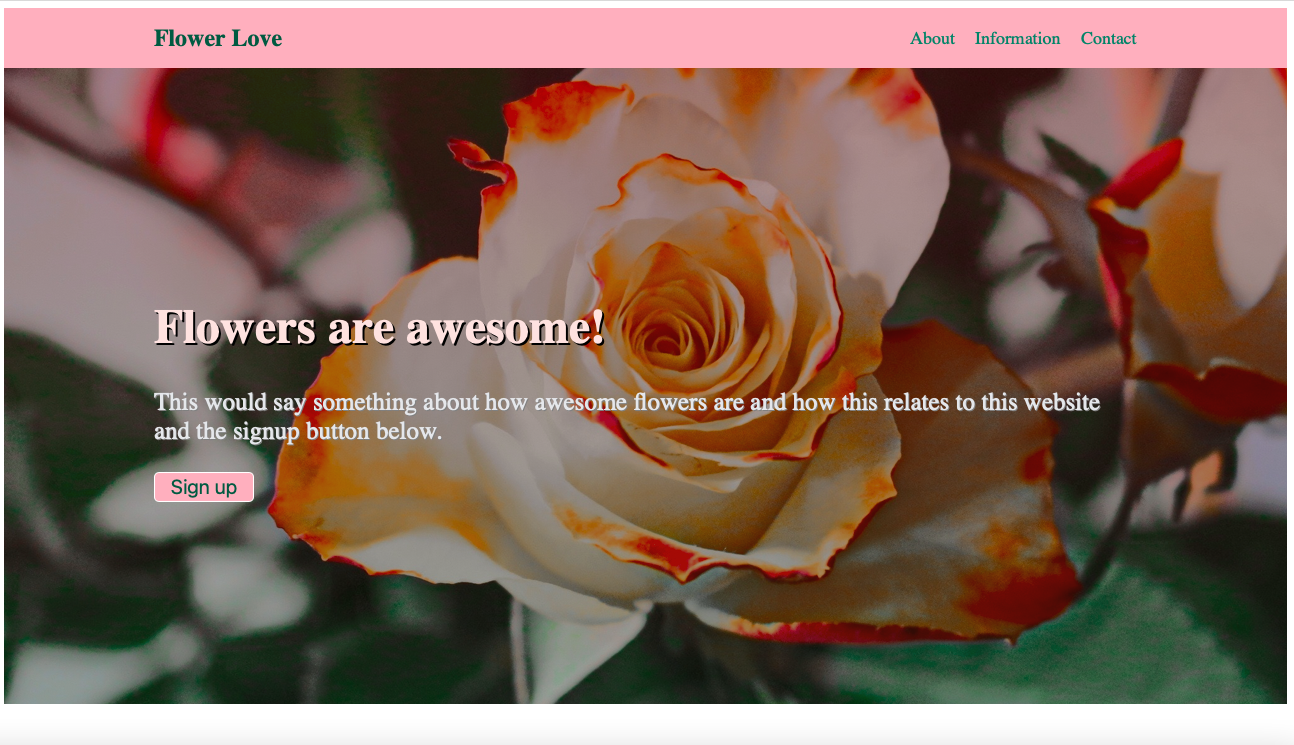 Flower Love
About Information Contact
Flowers are awesome!
This would say something about how awesome flowers are and how this relates to this website
and the signup button below.
Sign up